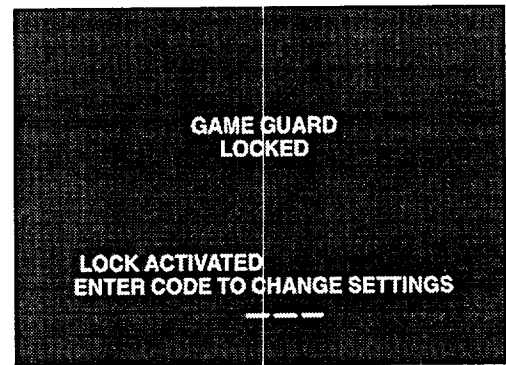 GAME GUARD
LOCKED
LOCK ACTIVATED
ENTER CODE TO CHANGE SETTINGS